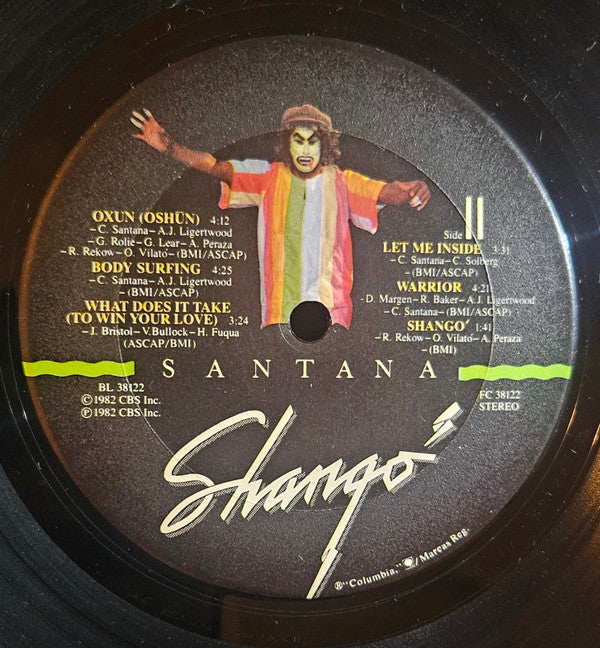 OXUN (OSHŪN) 4:12
–C. Santana–A.J. Ligertwood
–G. Rolie–G. Lear–A. Peraza
–R. Rekow–O. Vilato–(BMI/ASCAP)
BODY SURFING 4:25
–C. Santana–A.J. Ligertwood
–(BMI/ASCAP)
WHAT DOES IT TAKE
(TO WIN YOUR LOVE) 3:24
–J. Bristol–V.Bullock–H. Fuqua
(ASCAP/BMI)
Side II
LET ME INSIDE 3:31
–C. Santana–C. Solberg
–(BMI/ASCAP)
WARRIOR 4:21
–D. Margen–R. Baker–A.J. Ligertwood
–C. Santana–(BMI/ASCAP)
SHANGO´ 1:41
–R. Rekow–O. Vilató–A. Peraza
–(BMI)
SANTANA
BL 38122
©1982 CBS Inc.
℗1982 CBS Inc.
FC 38122
STEREO
Shangó
®"Columbia," / Marcas Reg.